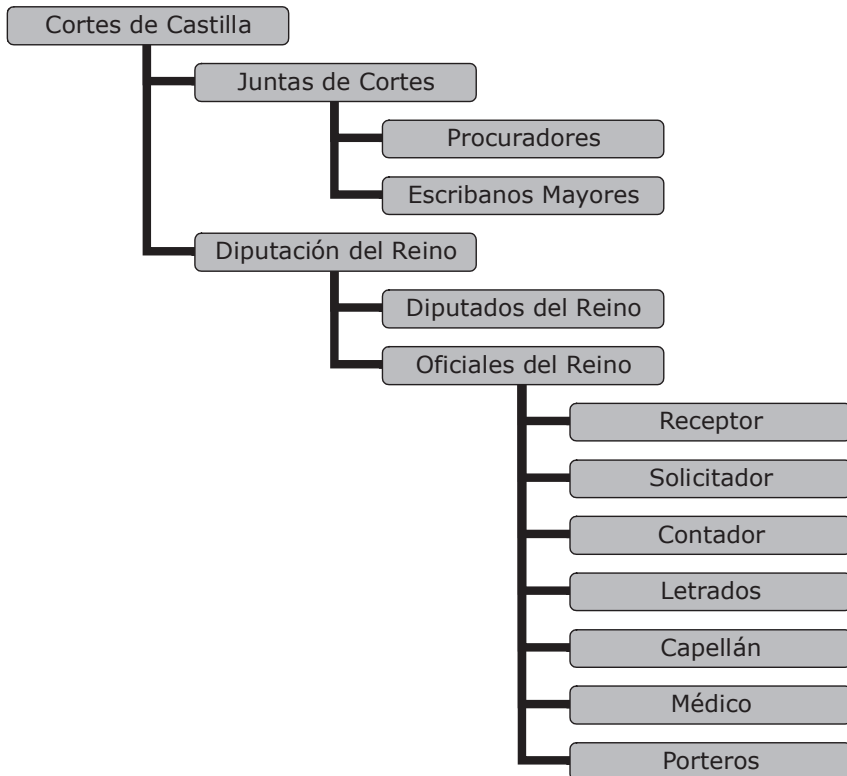 Cortes de Castilla
Juntas de Cortes
Procuradores
Escribanos Mayores
Diputación del Reino
Diputados del Reino
Oficiales del Reino
Receptor
Solicitador
Contador
Letrados
Capellán
Médico
Porteros